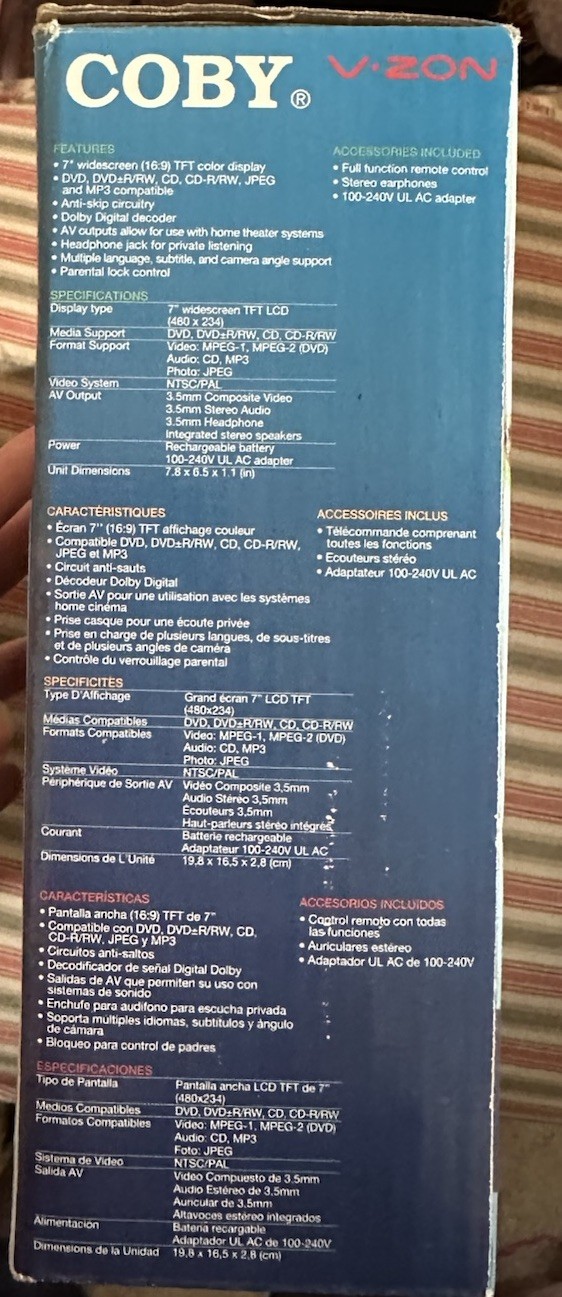 COBY®
V·ZON
FEATURES
• 7" widescreen (16:9) TFT color display
• DVD, DVD±R/RW, CD, CD-R/RW, JPEG
and MP3 compatible
• Anti-skip circuitry
• Dolby Digital decoder
• AV outputs allow for use with home theater systems
• Headphone jack for private listening
• Multiple language, subtitle, and camera angle support
• Parental lock control
ACCESSORIES INCLUDED
• Full function remote control
• Stereo earphones
• 100-240V UL AC adapter
SPECIFICATIONS
Display type 7" widescreen TFT LCD
(480 x 234)
Media Support DVD, DVD±R/RW, CD, CD-R/RW
Format Support Video: MPEG-1, MPEG-2 (DVD)
Audio: CD, MP3
Photo: JPEG
Video System NTSC/PAL
AV Output 3.5mm Composite Video
3.5mm Stereo Audio
3.5mm Headphone
Integrated stereo speakers
Power Rechargeable battery
100-240V UL AC adapter
Unit Dimensions 7.8 x 6.5 x 1.1 (in)
CARACTÉRISTIQUES
• Écran 7'' (16:9) TFT affichage couleur
• Compatible DVD, DVD±R/RW, CD, CD-R/RW,
JPEG et MP3
• Circuit anti-sauts
• Décodeur Dolby Digital
• Sortie AV pour une utilisation avec les systèmes
home cinéma
• Prise casque pour une écoute privée
• Prise en charge de plusieurs langues, de sous-titres
et de plusieurs angles de caméra
• Contrôle du verrouillage parental
ACCESSOIRES INCLUS
• Télécommande comprenant
toutes les fonctions
• Ecouteurs stéréo
• Adaptateur 100-240V UL AC
SPECIFICITÉS
Type D'Affichage Grand écran 7" LCD TFT
(480x234)
Médias Compatibles DVD, DVD±R/RW, CD, CD-R/RW
Formats Compatibles Video: MPEG-1, MPEG-2 (DVD)
Audio: CD, MP3
Photo: JPEG
Système Vidéo NTSC/PAL
Périphérique de Sortie AV Vidéo Composite 3,5mm
Audio Stéréo 3,5mm
Écouteurs 3,5mm
Haut-parleurs stéréo intégrés
Courant Batterie rechargeable
Adaptateur 100-240V UL AC
Dimensions de L'Unité 19,8 x 16,5 x 2,8 (cm)
CARACTERÍSTICAS
• Pantalla ancha (16:9) TFT de 7"
• Compatible con DVD, DVD±R/RW, CD,
CD-R/RW, JPEG y MP3
• Circuitos anti-saltos
• Decodificador de señal Digital Dolby
• Salidas de AV que permiten su uso con
sistemas de sonido
• Enchufe para audifono para escucha privada
• Soporta múltiples idiomas, subtitulos y ángulo
de cámara
• Bloqueo para control de padres
ACCESORIOS INCLUÍDOS
• Control remoto con todas
las funciones
• Auriculares estéreo
• Adaptador UL AC de 100-240V
ESPECIFICACIONES
Tipo de Pantalla Pantalla ancha LCD TFT de 7"
(480x234)
Medios Compatibles DVD, DVD±R/RW, CD, CD-R/RW
Formatos Compatibles Video: MPEG-1, MPEG-2 (DVD)
Audio: CD, MP3
Foto: JPEG
Sistema de Video NTSC/PAL
Salida AV Video Compuesto de 3.5mm
Audio Estéreo de 3.5mm
Auricular de 3.5mm
Altavoces estéreo integrados
Alimentación Batería recargable
Adaptador UL AC de 100-240V
Dimensiones de la Unidad 19,8 x 16,5 x 2,8 (cm)